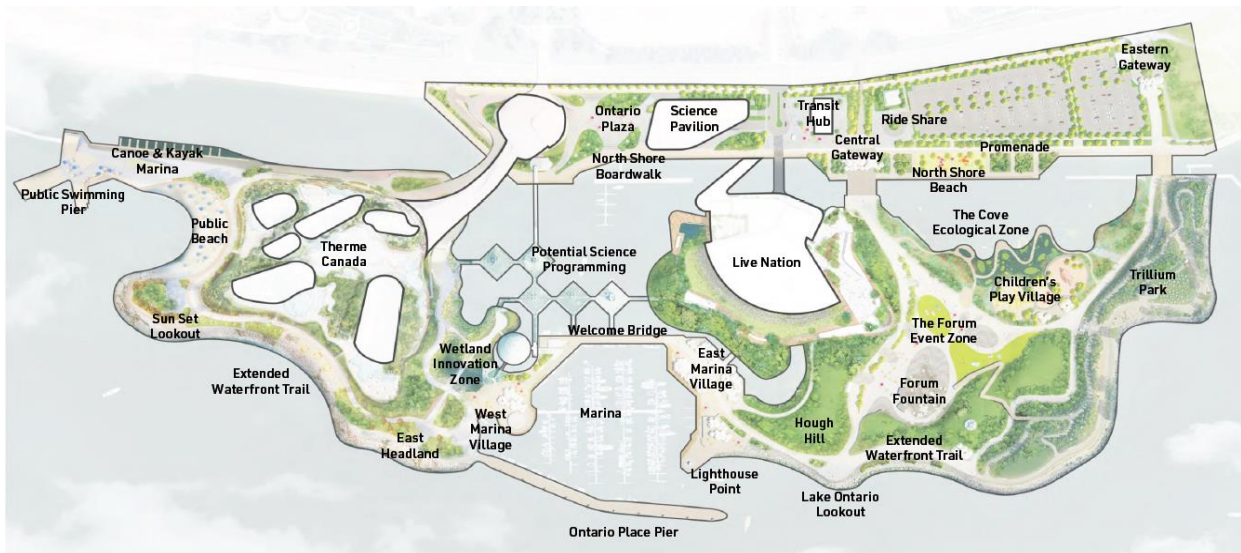 Eastern
Gateway
Ontario
Plaza
Science
Pavilion
Transit
Hub
Ride Share
Central
Gateway
Promenade
Canoe & Kayak
Marina
North Shore
Boardwalk
North Shore
Beach
Public Swimming
Pier
Public
Beach
Therme
Canada
Potential Science
Programming
Live Nation
The Cove
Ecological Zone
Children's
Play Village
Trillium
Park
Sun Set
Lookout
Welcome Bridge
The Forum
Event Zone
Wetland
Innovation
Zone
East
Marina
Village
Extended
Waterfront Trail
Forum
Fountain
West
Marina
Village
Marina
Hough
Hill
East
Headland
Extended
Waterfront Trail
Lighthouse
Point
Lake Ontario
Lookout
Ontario Place Pier